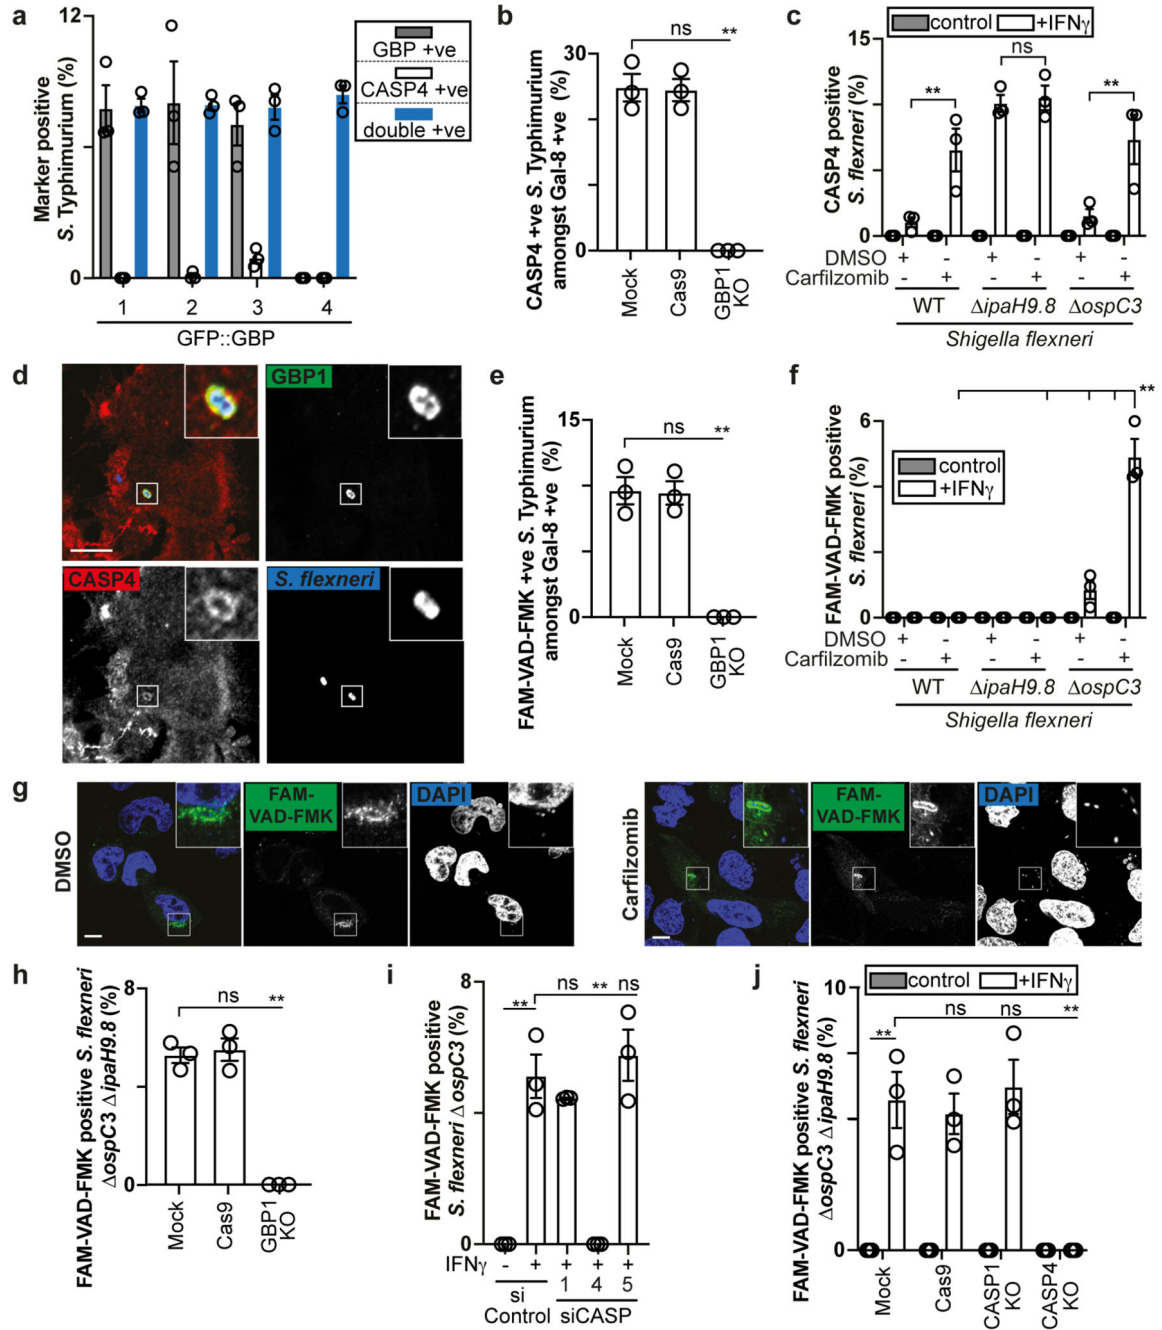 a
Marker positive
S. Typhimurium (%)
12
0
GBP +ve
CASP4 +ve
double +ve
1 2 3 4
GFP::GBP
b
CASP4 +ve S. Typhimurium
amongst Gal-8 +ve (%)
30
0
ns **
Mock
Cas9
GBP1
KO
c
control +IFNγ
CASP4 positive
S. flexneri (%)
15
0
** ns **
DMSO + - + - + -
Carfilzomib - + - + - +
WT ΔipaH9.8 ΔospC3
Shigella flexneri
d
GBP1
CASP4
S. flexneri
e
FAM-VAD-FMK +ve S. Typhimurium
amongst Gal-8 +ve (%)
15
0
ns **
Mock
Cas9
GBP1
KO
f
FAM-VAD-FMK positive
S. flexneri (%)
6
0
**
control
+IFNγ
DMSO + - + - + -
Carfilzomib - + - + - +
WT ΔipaH9.8 ΔospC3
Shigella flexneri
g
DMSO
FAM-
VAD-FMK
DAPI
Carfilzomib
FAM-
VAD-FMK
DAPI
h
FAM-VAD-FMK positive S. flexneri
ΔospC3 ΔipaH9.8 (%)
8
0
ns **
Mock
Cas9
GBP1
KO
i
FAM-VAD-FMK positive
S. flexneri ΔospC3 (%)
8
0
** ns ** ns
IFNγ - + + + +
si
Control
1 4 5
siCASP
j
control +IFNγ
FAM-VAD-FMK positive S. flexneri
ΔospC3 ΔipaH9.8 (%)
10
0
** ns ns **
Mock
Cas9
CASP1
KO
CASP4
KO